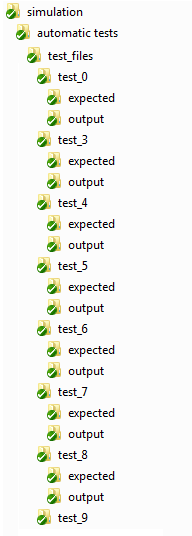 simulation
automatic tests
test_files
test_0
expected
output
test_3
expected
output
test_4
expected
output
test_5
expected
output
test_6
expected
output
test_7
expected
output
test_8
expected
output
test_9